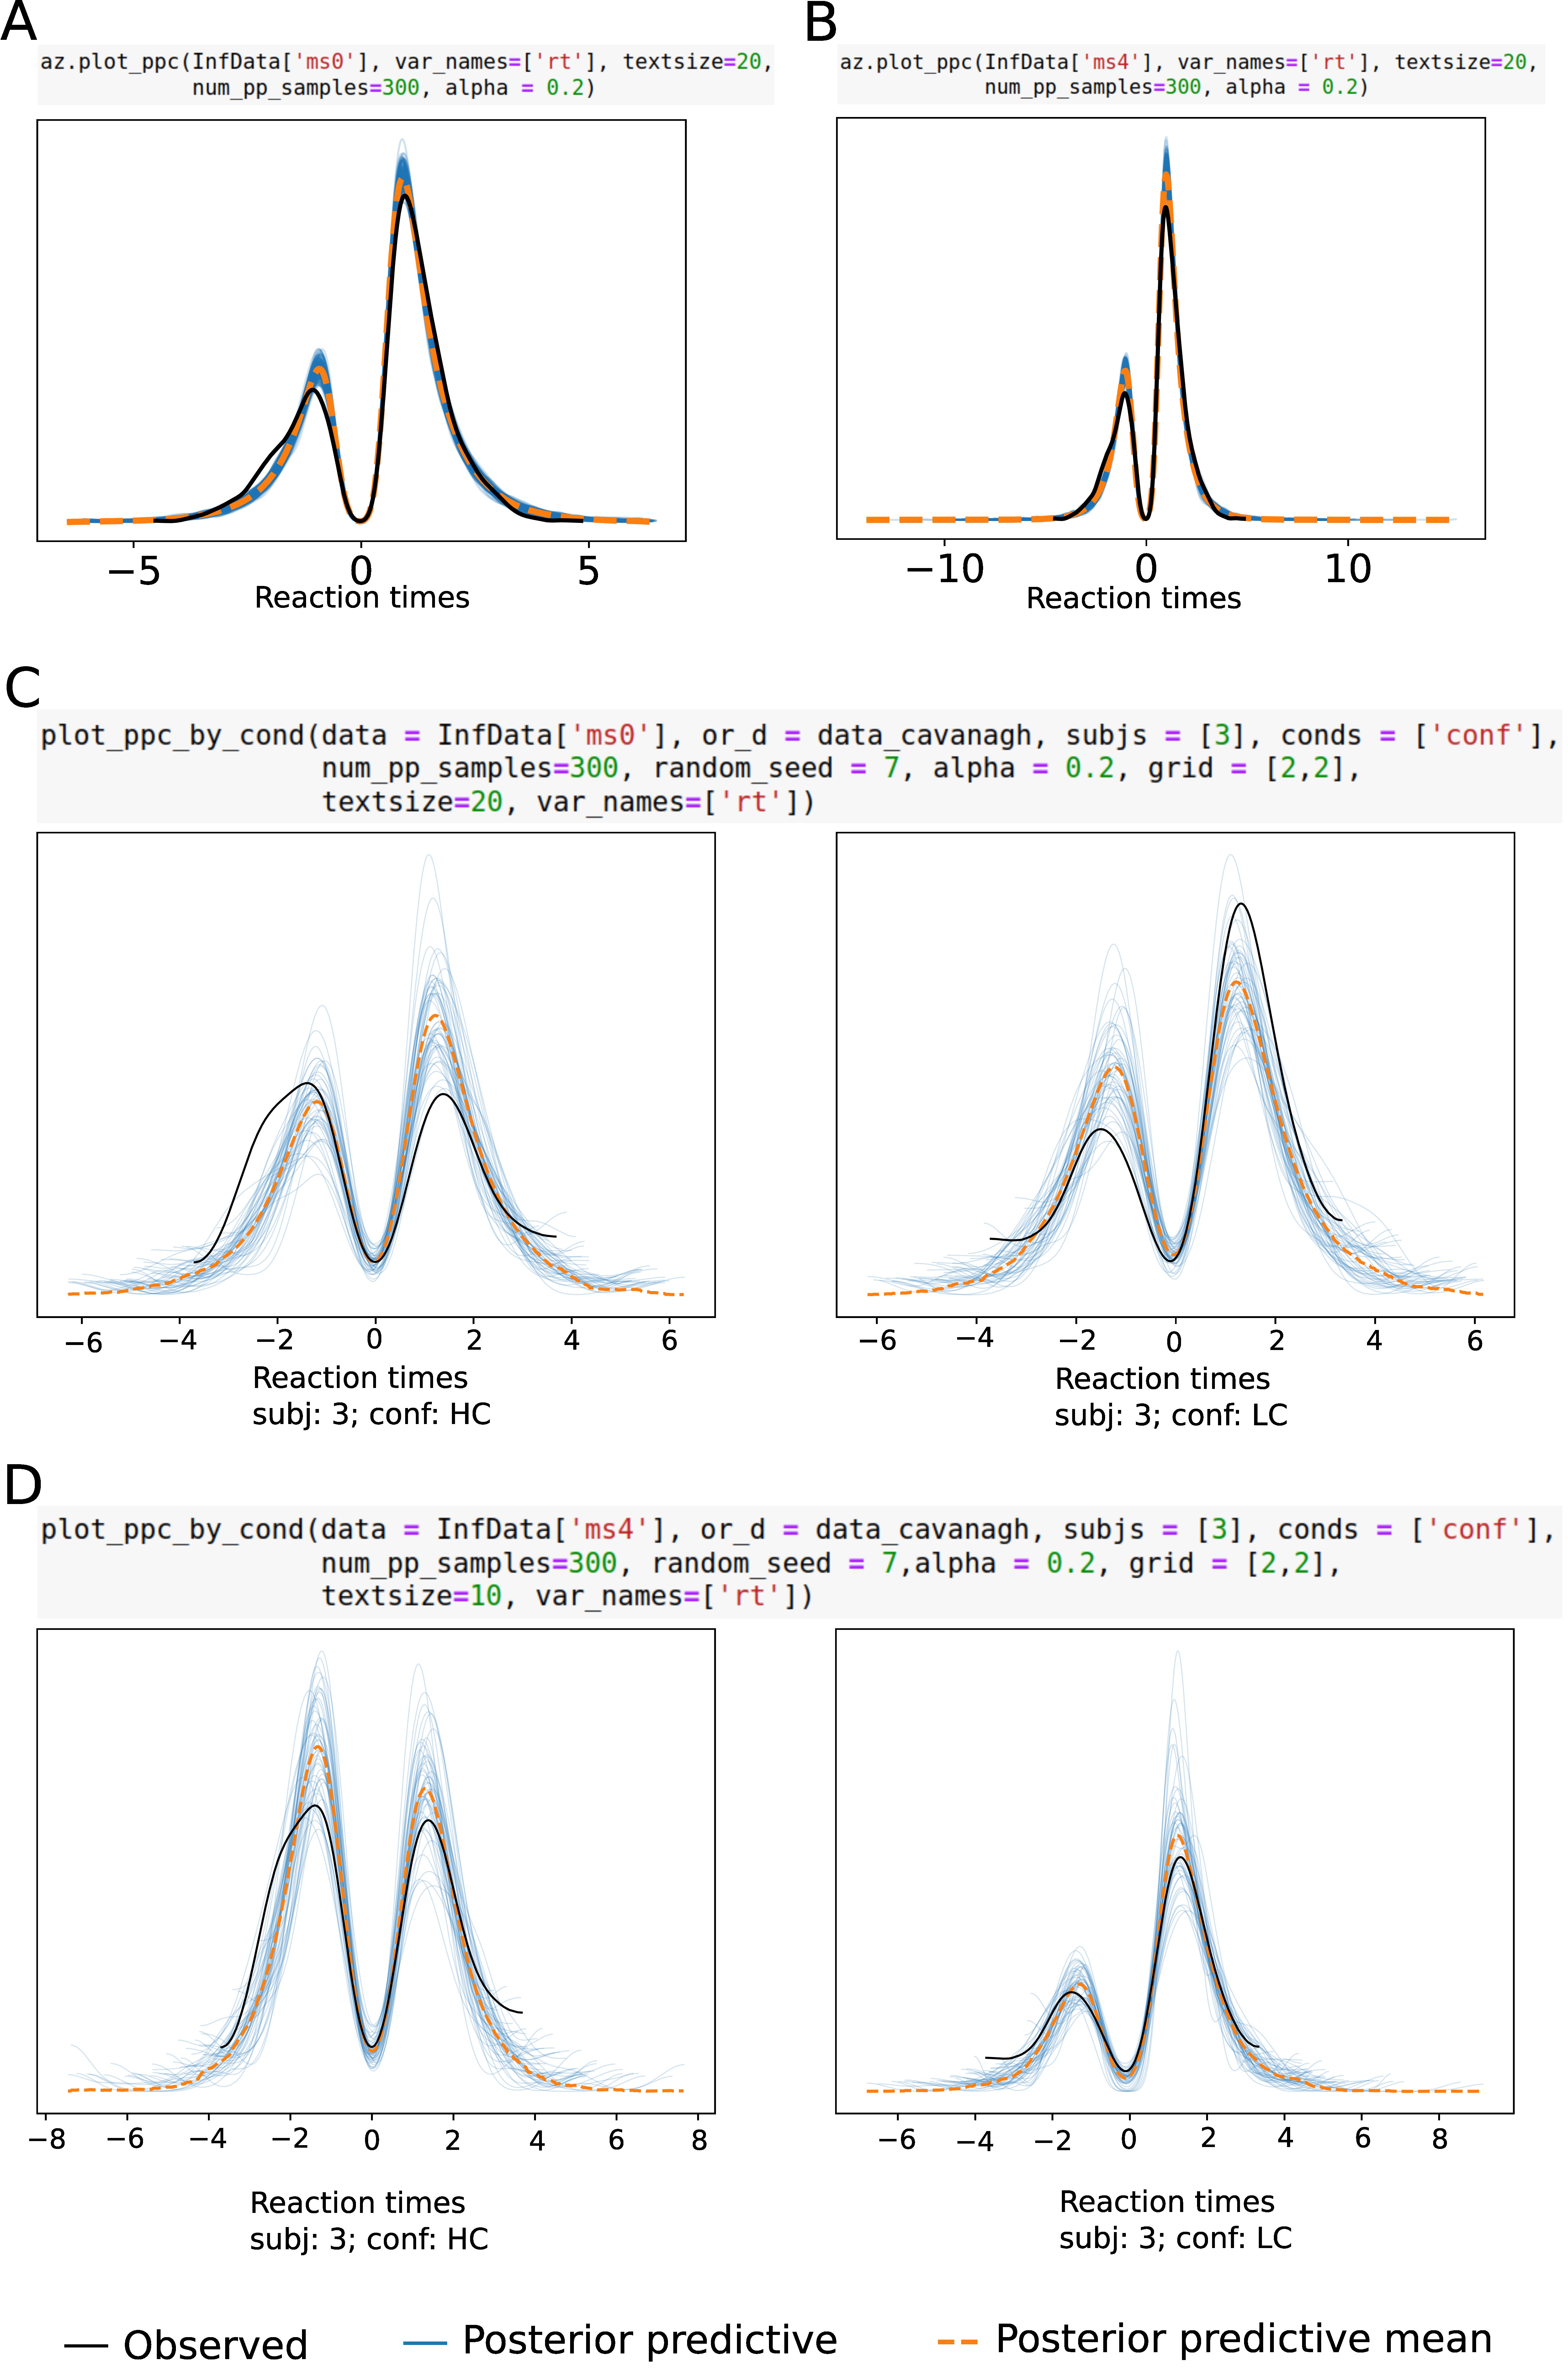 A
az.plot_ppc(InfData['ms0'], var_names=['rt'], textsize=20,
num_pp_samples=300, alpha = 0.2)
−5 0 5
Reaction times
B
az.plot_ppc(InfData['ms4'], var_names=['rt'], textsize=20,
num_pp_samples=300, alpha = 0.2)
−10 0 10
Reaction times
C
plot_ppc_by_cond(data = InfData['ms0'], or_d = data_cavanagh, subjs = [3], conds = ['conf'],
num_pp_samples=300, random_seed = 7, alpha = 0.2, grid = [2,2],
textsize=20, var_names=['rt'])
−6 −4 −2 0 2 4 6
Reaction times
subj: 3; conf: HC
−6 −4 −2 0 2 4 6
Reaction times
subj: 3; conf: LC
D
plot_ppc_by_cond(data = InfData['ms4'], or_d = data_cavanagh, subjs = [3], conds = ['conf'],
num_pp_samples=300, random_seed = 7,alpha = 0.2, grid = [2,2],
textsize=10, var_names=['rt'])
−8 −6 −4 −2 0 2 4 6 8
Reaction times
subj: 3; conf: HC
−6 −4 −2 0 2 4 6 8
Reaction times
subj: 3; conf: LC
Observed
Posterior predictive
Posterior predictive mean